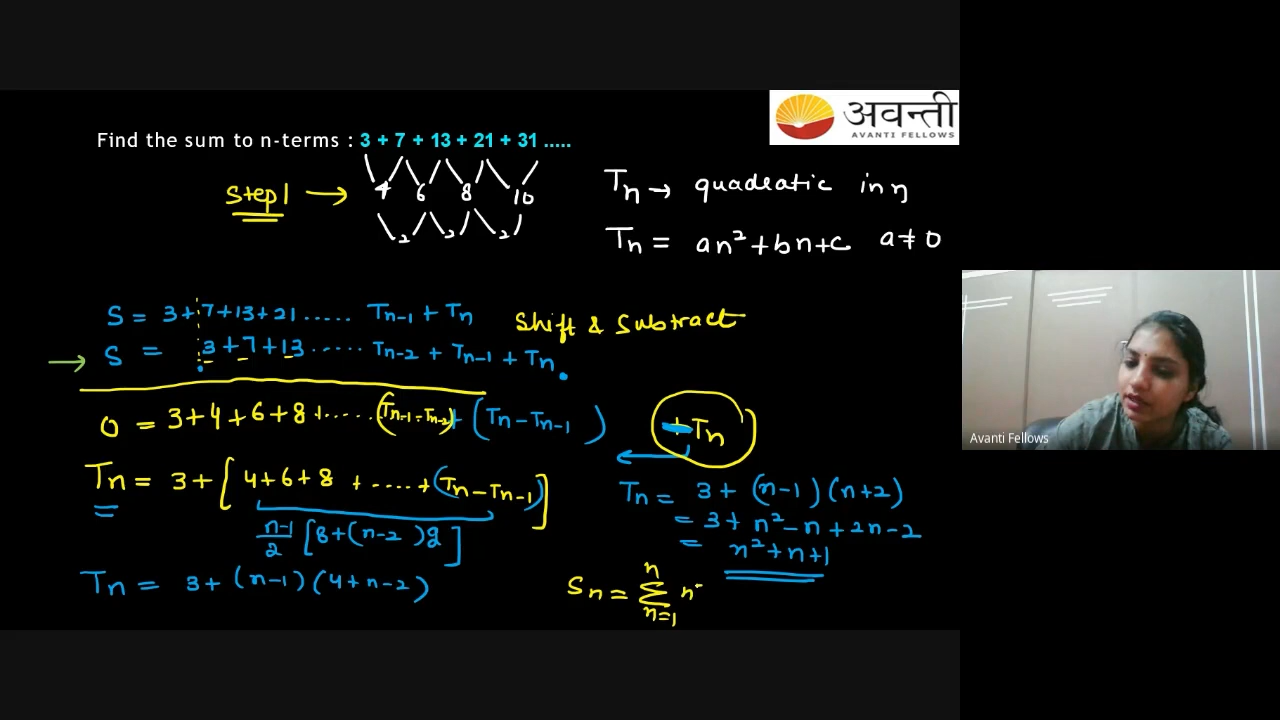 अवन्ती
AVANTI FELLOWS
Find the sum to n-terms : 3 + 7 + 13 + 21 + 31 .....
Step 1 → 4 6 8 10
2 2 2
Tn → quadratic in n
Tn = an² + bn + c a ≠ 0
S = 3 + 7 + 13 + 21 ..... Tn-1 + Tn
Shift & Subtract
→ S = 3 + 7 + 13 ..... Tn-2 + Tn-1 + Tn
0 = 3 + 4 + 6 + 8 + ..... (Tn-1 - Tn-2) + (Tn - Tn-1) + Tn
Tn = 3 + [4 + 6 + 8 + ..... + (Tn - Tn-1)]
n-1/2 [8 + (n-2) 2]
Tn = 3 + (n-1) (4 + n - 2)
Tn = 3 + (n-1) (n+2)
= 3 + n² - n + 2n - 2
= n² + n + 1
Sn = n Σ n=1 n
Avanti Fellows